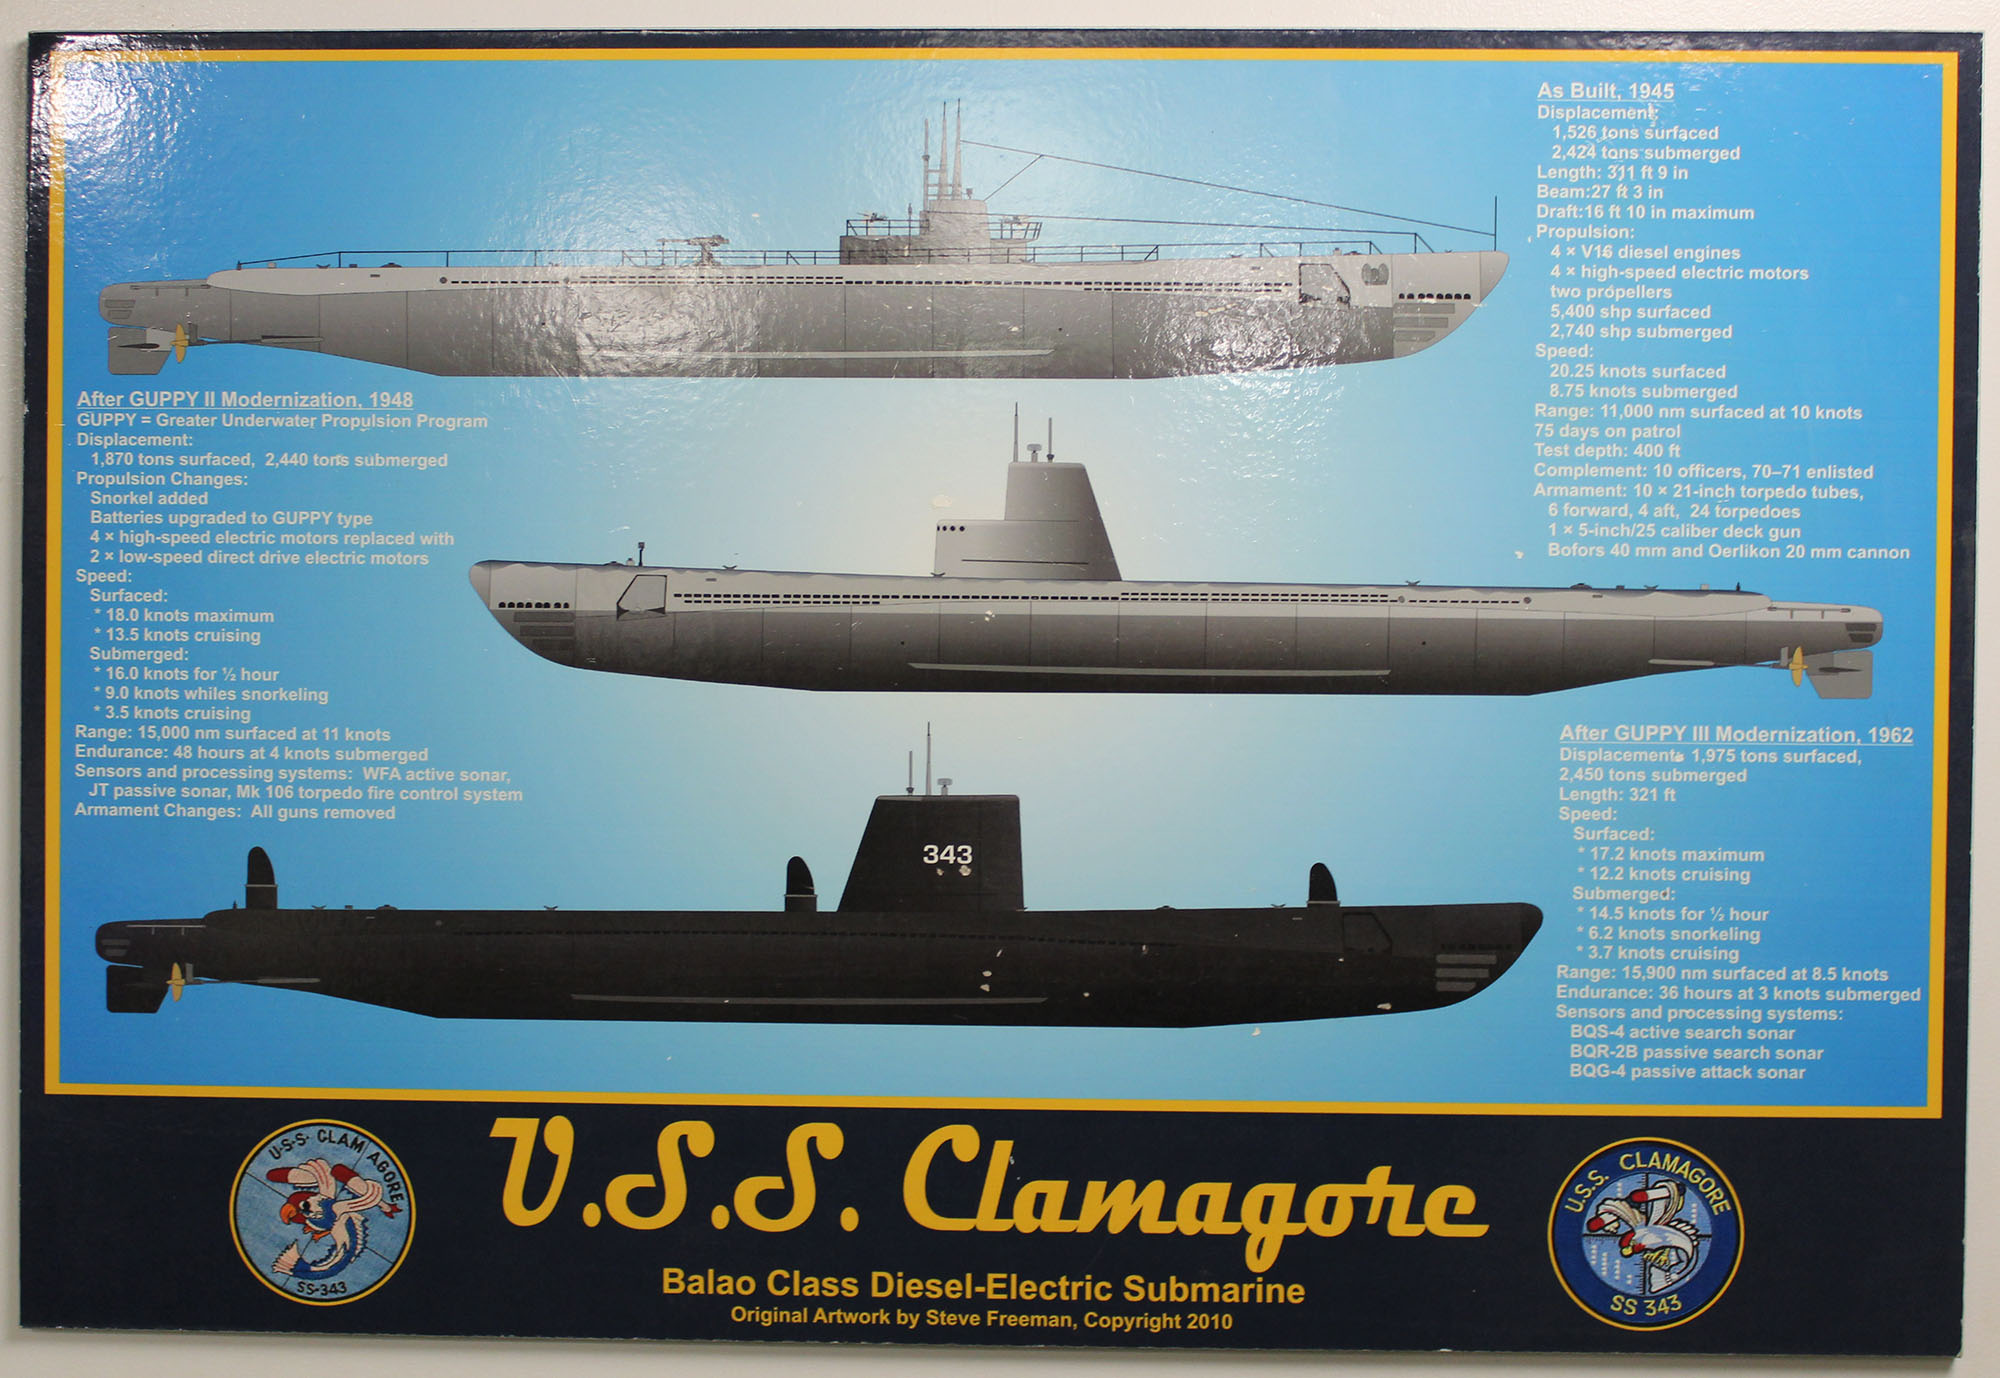 As Built, 1945
Displacement:
1,526 tons surfaced
2,424 tons submerged
Length: 311 ft 9 in
Beam:27 ft 3 in
Draft:16 ft 10 in maximum
Propulsion:
4 × V16 diesel engines
4 × high-speed electric motors
two propellers
5,400 shp surfaced
2,740 shp submerged
Speed:
20.25 knots surfaced
8.75 knots submerged
Range: 11,000 nm surfaced at 10 knots
75 days on patrol
Test depth: 400 ft
Complement: 10 officers, 70–71 enlisted
Armament: 10 × 21-inch torpedo tubes,
6 forward, 4 aft, 24 torpedoes
1 × 5-inch/25 caliber deck gun
Bofors 40 mm and Oerlikon 20 mm cannon
After GUPPY II Modernization, 1948
GUPPY = Greater Underwater Propulsion Program
Displacement:
1,870 tons surfaced, 2,440 tons submerged
Propulsion Changes:
Snorkel added
Batteries upgraded to GUPPY type
4 × high-speed electric motors replaced with
2 × low-speed direct drive electric motors
Speed:
Surfaced:
* 18.0 knots maximum
* 13.5 knots cruising
Submerged:
* 16.0 knots for ½ hour
* 9.0 knots whiles snorkeling
* 3.5 knots cruising
Range: 15,000 nm surfaced at 11 knots
Endurance: 48 hours at 4 knots submerged
Sensors and processing systems: WFA active sonar,
JT passive sonar, Mk 106 torpedo fire control system
Armament Changes: All guns removed
After GUPPY III Modernization, 1962
Displacement: 1,975 tons surfaced,
2,450 tons submerged
Length: 321 ft
Speed:
Surfaced:
* 17.2 knots maximum
* 12.2 knots cruising
Submerged:
* 14.5 knots for ½ hour
* 6.2 knots snorkeling
* 3.7 knots cruising
Range: 15,900 nm surfaced at 8.5 knots
Endurance: 36 hours at 3 knots submerged
Sensors and processing systems:
BQS-4 active search sonar
BQR-2B passive search sonar
BQG-4 passive attack sonar
343
U-S-S- CLAMAGORE
SS-343
U.S.S. Clamagore
Balao Class Diesel-Electric Submarine
Original Artwork by Steve Freeman, Copyright 2010
U.S.S. CLAMAGORE
SS 343